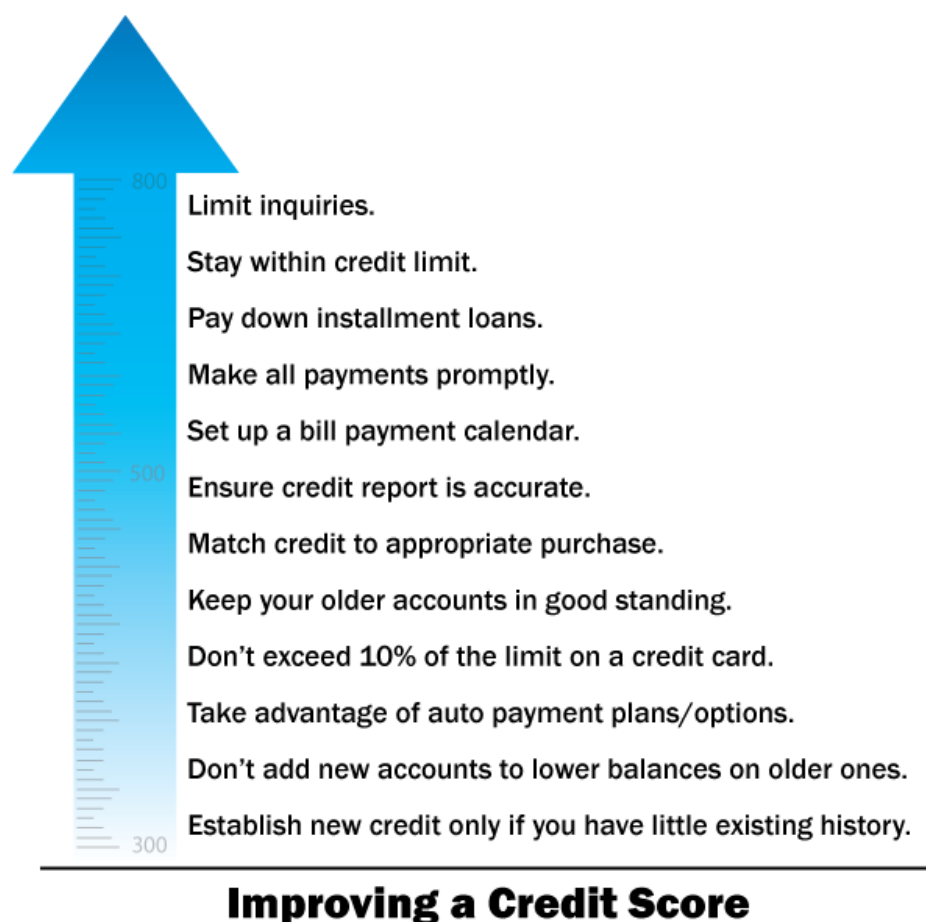 800
Limit inquiries.
Stay within credit limit.
Pay down installment loans.
Make all payments promptly.
Set up a bill payment calendar.
500
Ensure credit report is accurate.
Match credit to appropriate purchase.
Keep your older accounts in good standing.
Don’t exceed 10% of the limit on a credit card.
Take advantage of auto payment plans/options.
Don’t add new accounts to lower balances on older ones.
Establish new credit only if you have little existing history.
300
Improving a Credit Score